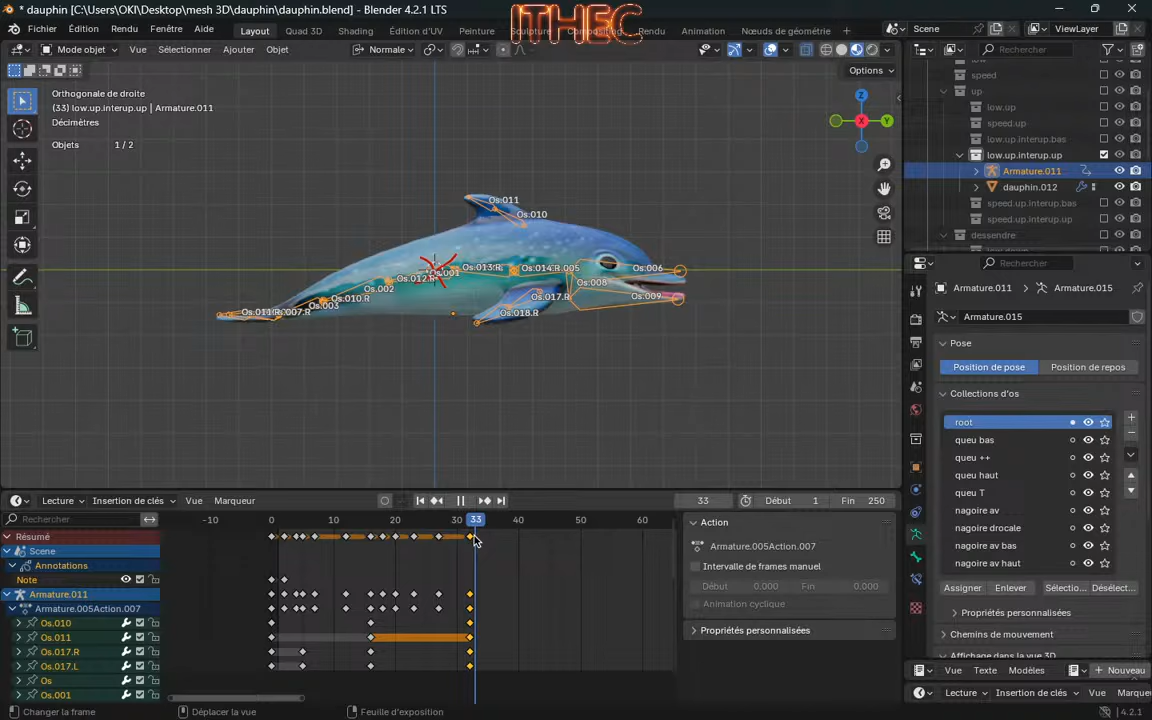 * dauphin [C:\Users\OKI\Desktop\mesh 3D\dauphin\dauphin.blend] - Blender 4.2.1 LTS
ITHEC
Fichier Edition Rendu Fenêtre Aide Layout Quad 3D Shading Édition d'UV Peinture Sculpture Rendu Animation Nœuds de géométrie Scene ViewLayer
Mode objet Vue Sélectionner Ajouter Objet Normale Rechercher
Options
Orthogonale de droite
(33) low.up.interup.up | Armature.011
Décimètres
Objets 1 / 2
Z
Y
X
speed
up
low.up
speed.up
low.up.interup.bas
low.up.interup.up
Armature.011
dauphin.012
speed.up.interup.bas
speed.up.interup.up
dessendre
Os.011
Os.010
Os.001
Os.013.R
Os.014.R
.005
Os.006
Os.012.R
Os.002
Os.008
Os.009
Os.010.R
Os.003
Os.017.R
Os.018.R
Os.011.R
.007.R
Rechercher
Armature.011 Armature.015
Armature.015
Pose
Position de pose Position de repos
Collections d'os
root
queu bas
queu ++
queu haut
queu T
nageoire av
nageoire drocale
nageoire av bas
nageoire av haut
Assigner Enlever Sélectio... Désélect...
Propriétés personnalisées
Chemins de mouvement
Affichage dans la vue 3D
Vue Texte Modèles Nouveau
Lecture Insertion de clés Vue Marqueur
Lecture Insertion de clés Vue Marqueur 33 Début 1 Fin 250
Rechercher -10 0 10 20 30 33 40 50 60
Résumé
Scene
Annotations
Note
Armature.011
Armature.005Action.007
Os.010
Os.011
Os.017.R
Os.017.L
Os
Os.001
Action
Armature.005Action.007
Intervalle de frames manuel
Début 0.000 Fin 0.000
Animation cyclique
Propriétés personnalisées
Changer la frame Déplacer la vue Feuille d'exposition 4.2.1